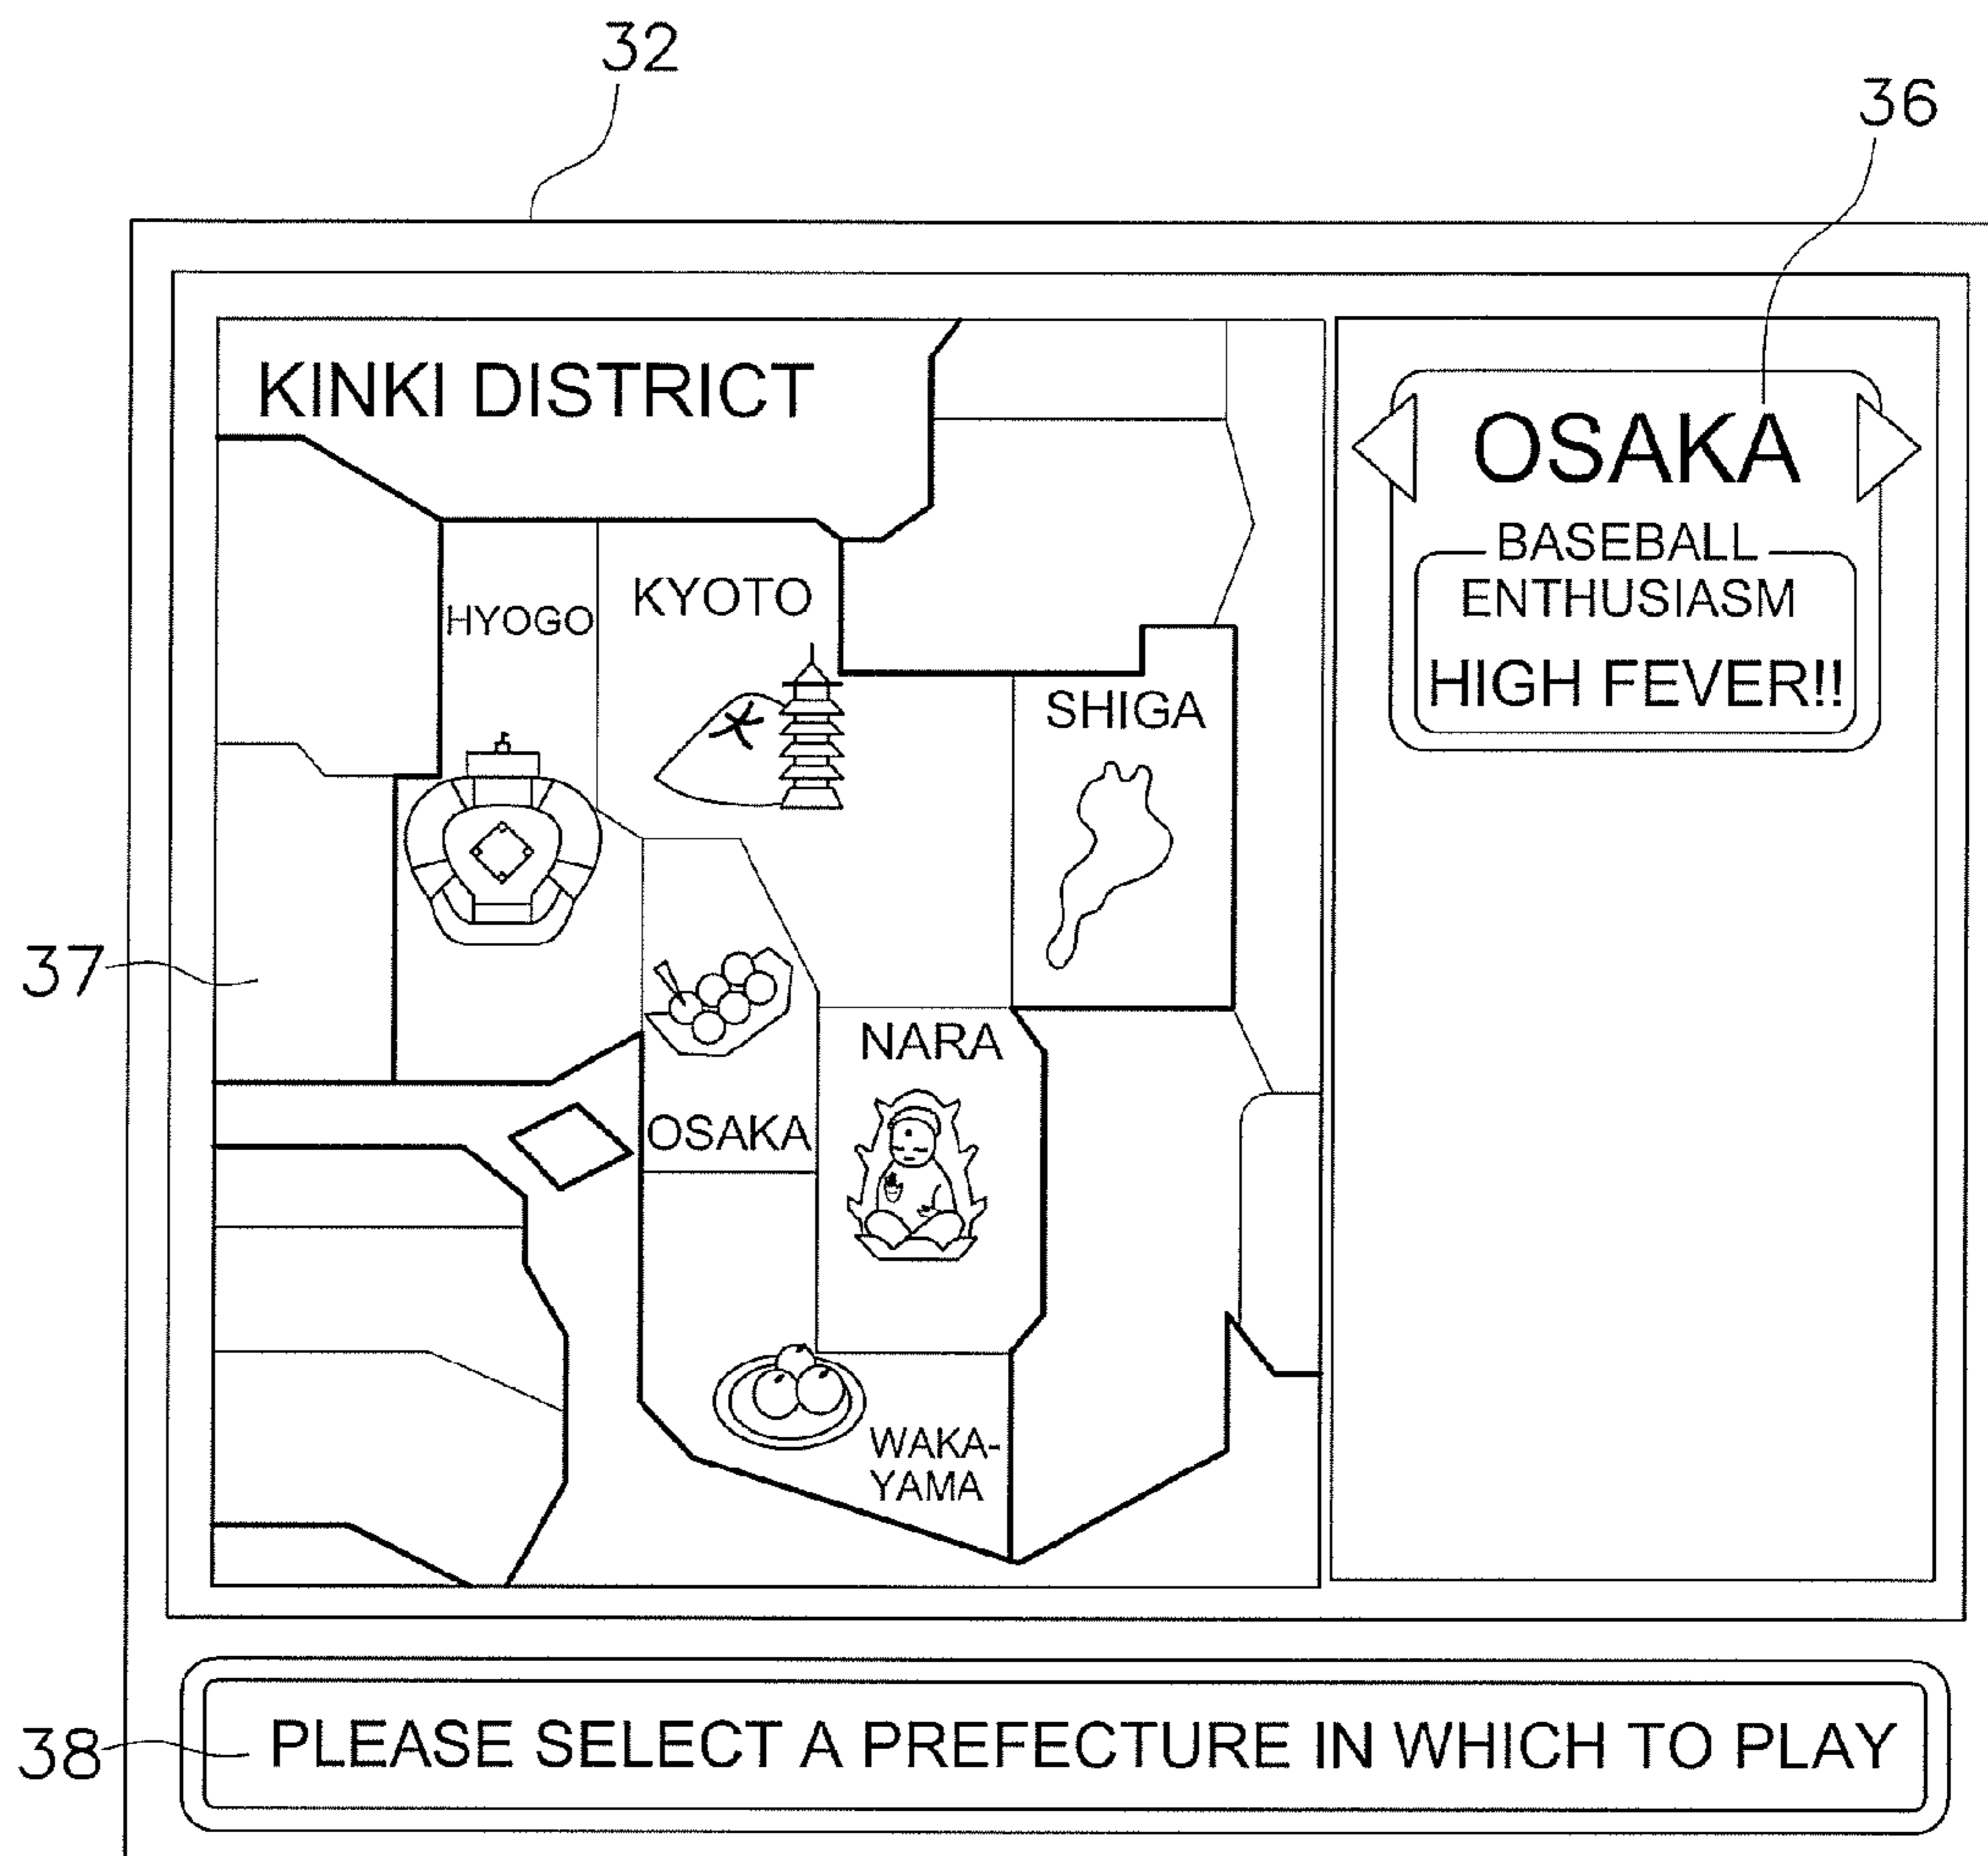 32
36
KINKI DISTRICT
OSAKA
BASEBALL
ENTHUSIASM
HIGH FEVER!!
HYOGO
KYOTO
大
SHIGA
37
NARA
OSAKA
WAKA-
YAMA
38
PLEASE SELECT A PREFECTURE IN WHICH TO PLAY